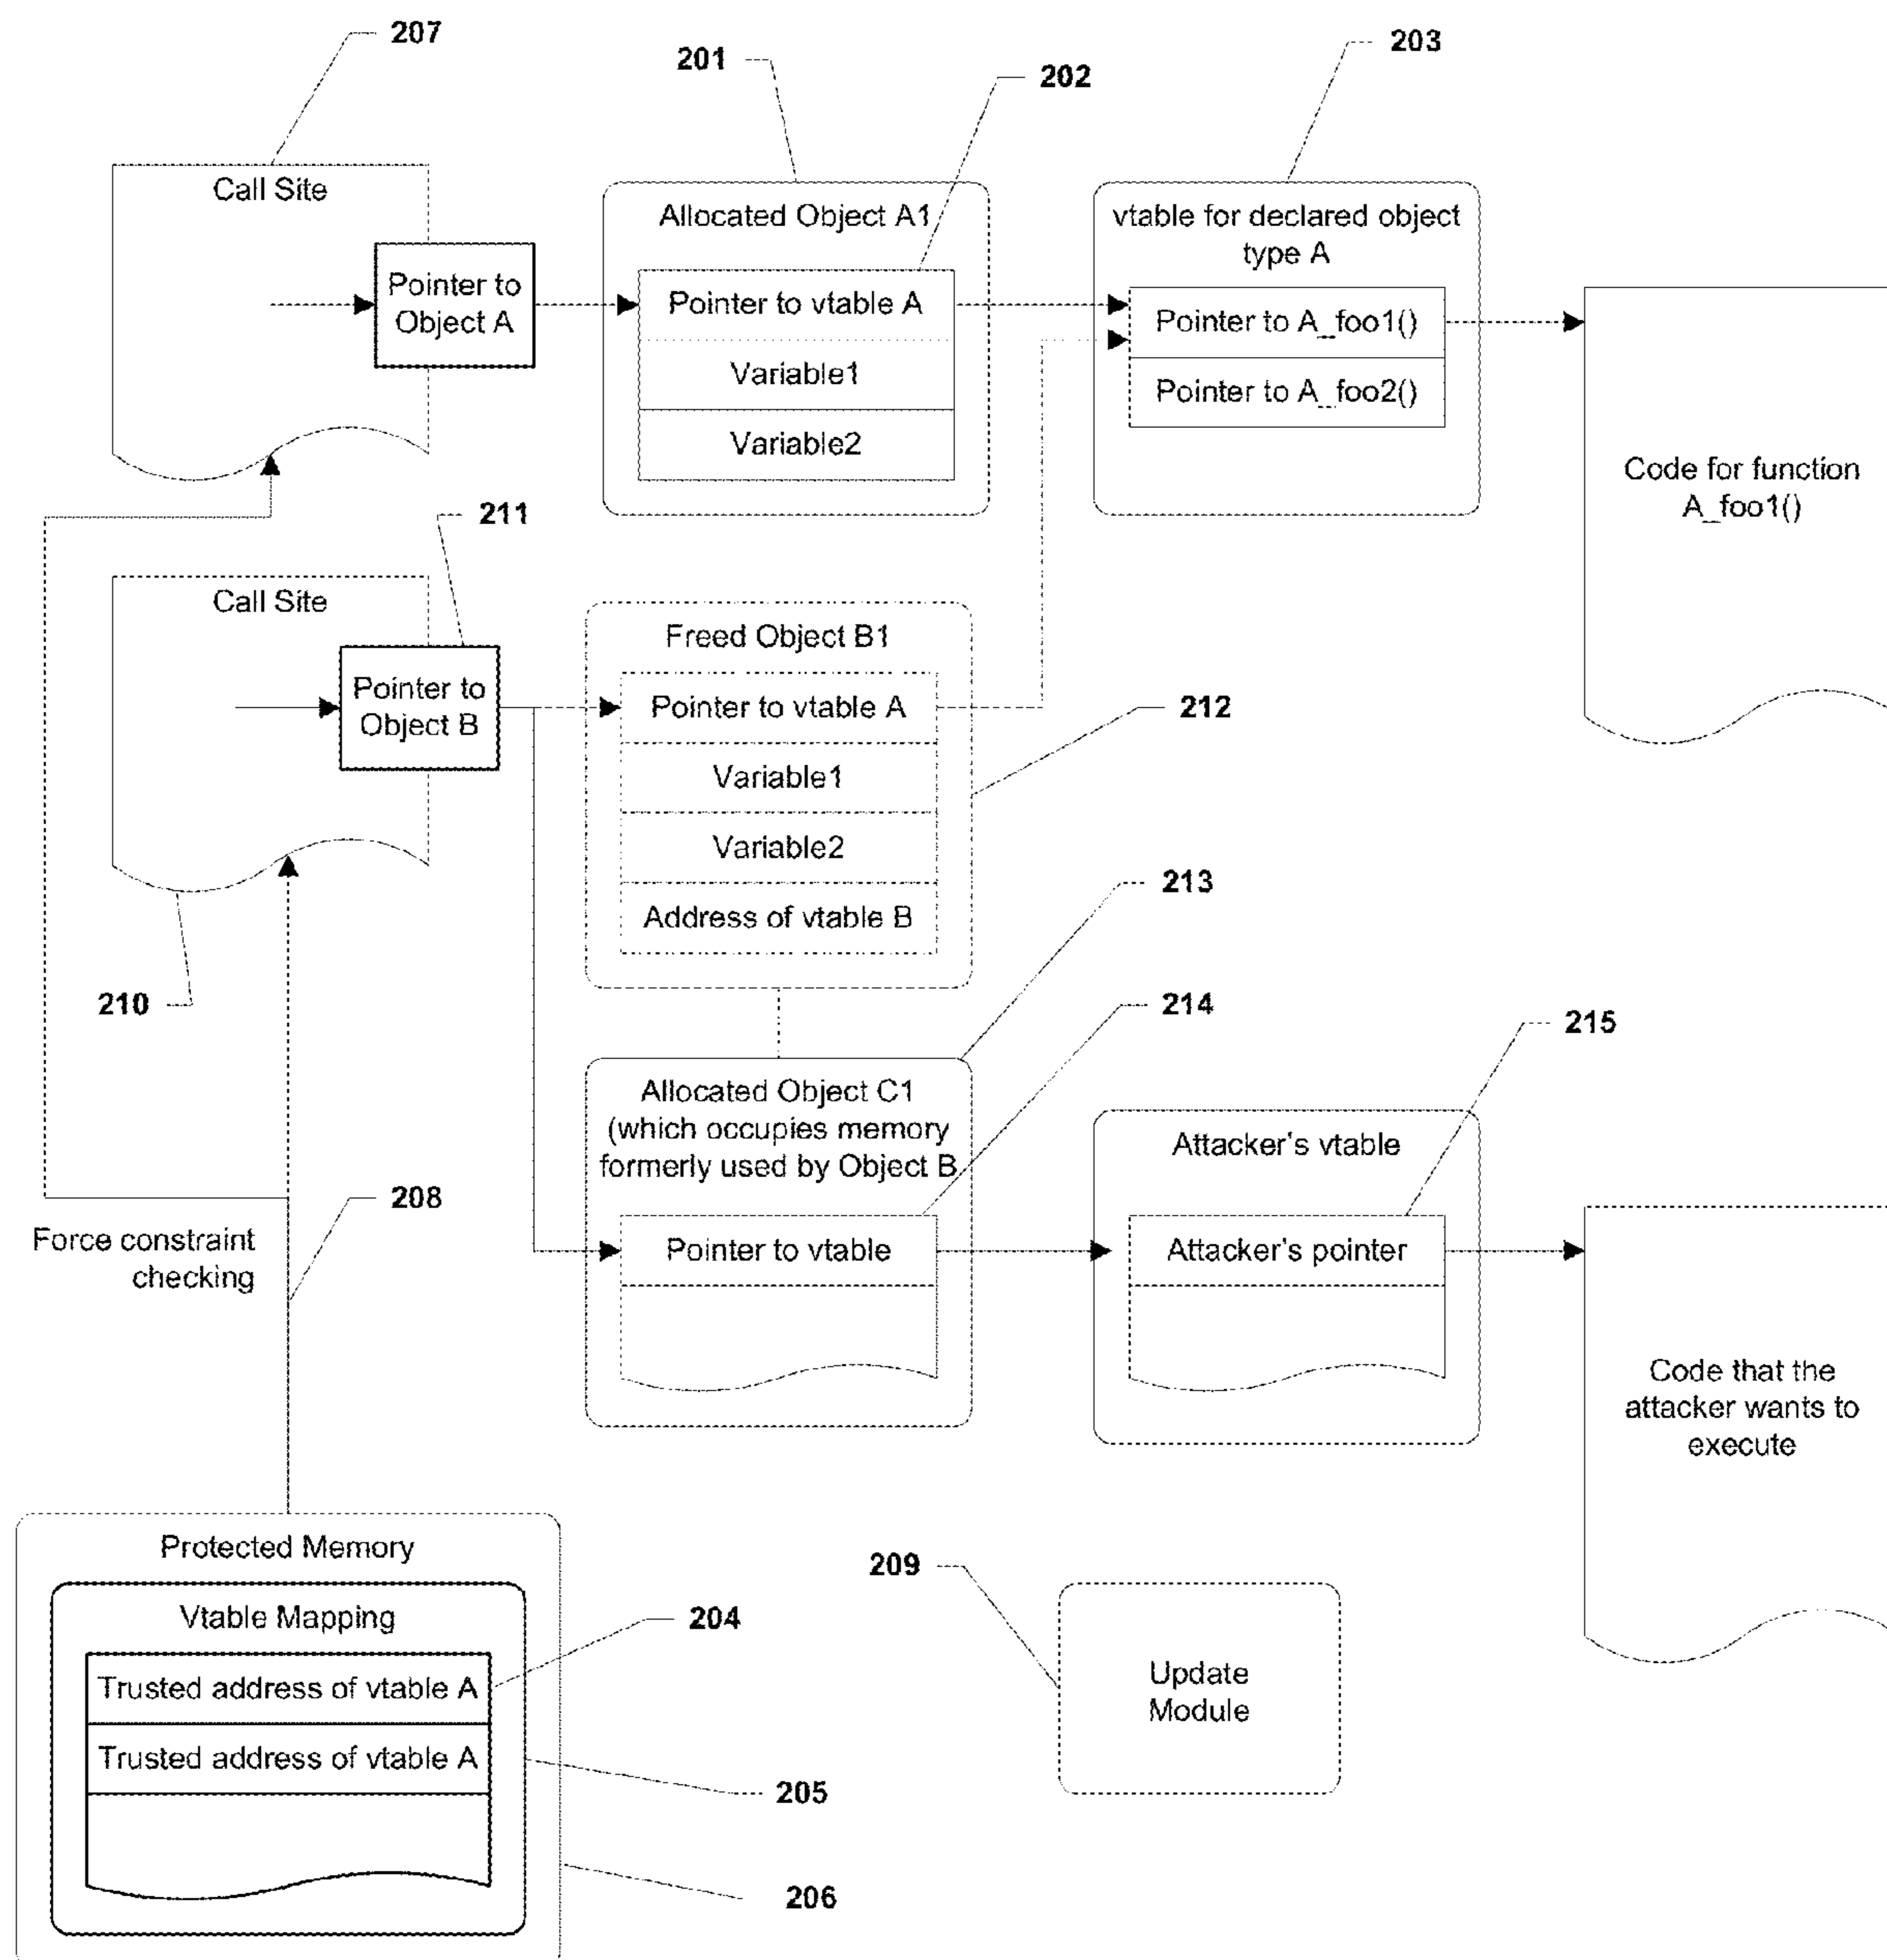 207
201
202
203
Call Site
Pointer to
Object A
Allocated Object A1
Pointer to vtable A
Variable1
Variable2
vtable for declared object
type A
Pointer to A_foo1()
Pointer to A_foo2()
Code for function
A_foo1()
211
Call Site
Pointer to
Object B
210
Freed Object B1
Pointer to vtable A
Variable1
Variable2
Address of vtable B
212
213
214
215
Allocated Object C1
(which occupies memory
formerly used by Object B
Pointer to vtable
Attacker's vtable
Attacker's pointer
Code that the
attacker wants to
execute
208
Force constraint
checking
Protected Memory
Vtable Mapping
Trusted address of vtable A
Trusted address of vtable A
204
205
206
209
Update
Module